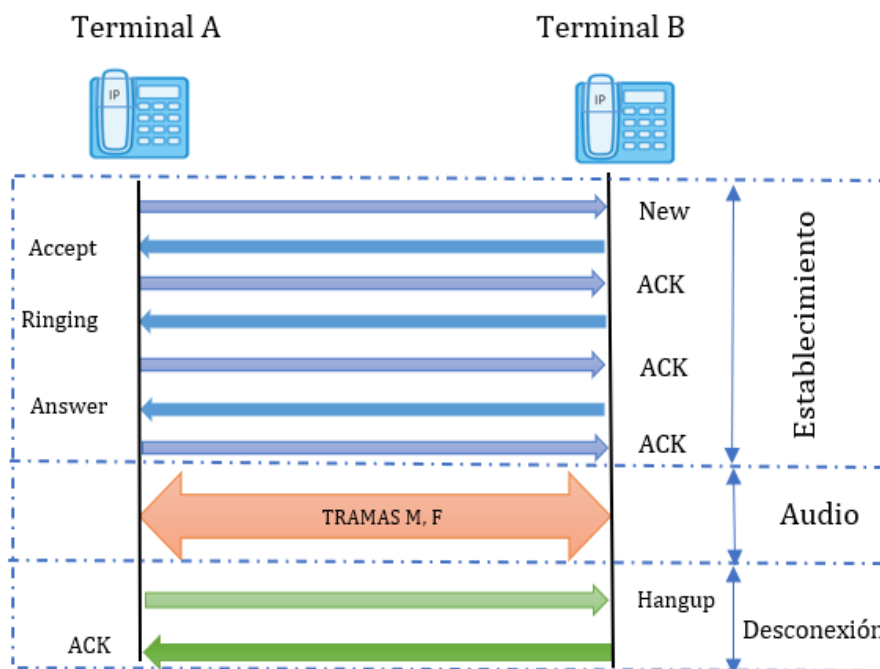 Terminal A
Terminal B
IP
IP
New
Accept
ACK
Ringing
ACK
Answer
ACK
Establecimiento
TRAMAS M, F
Audio
Hangup
ACK
Desconexión